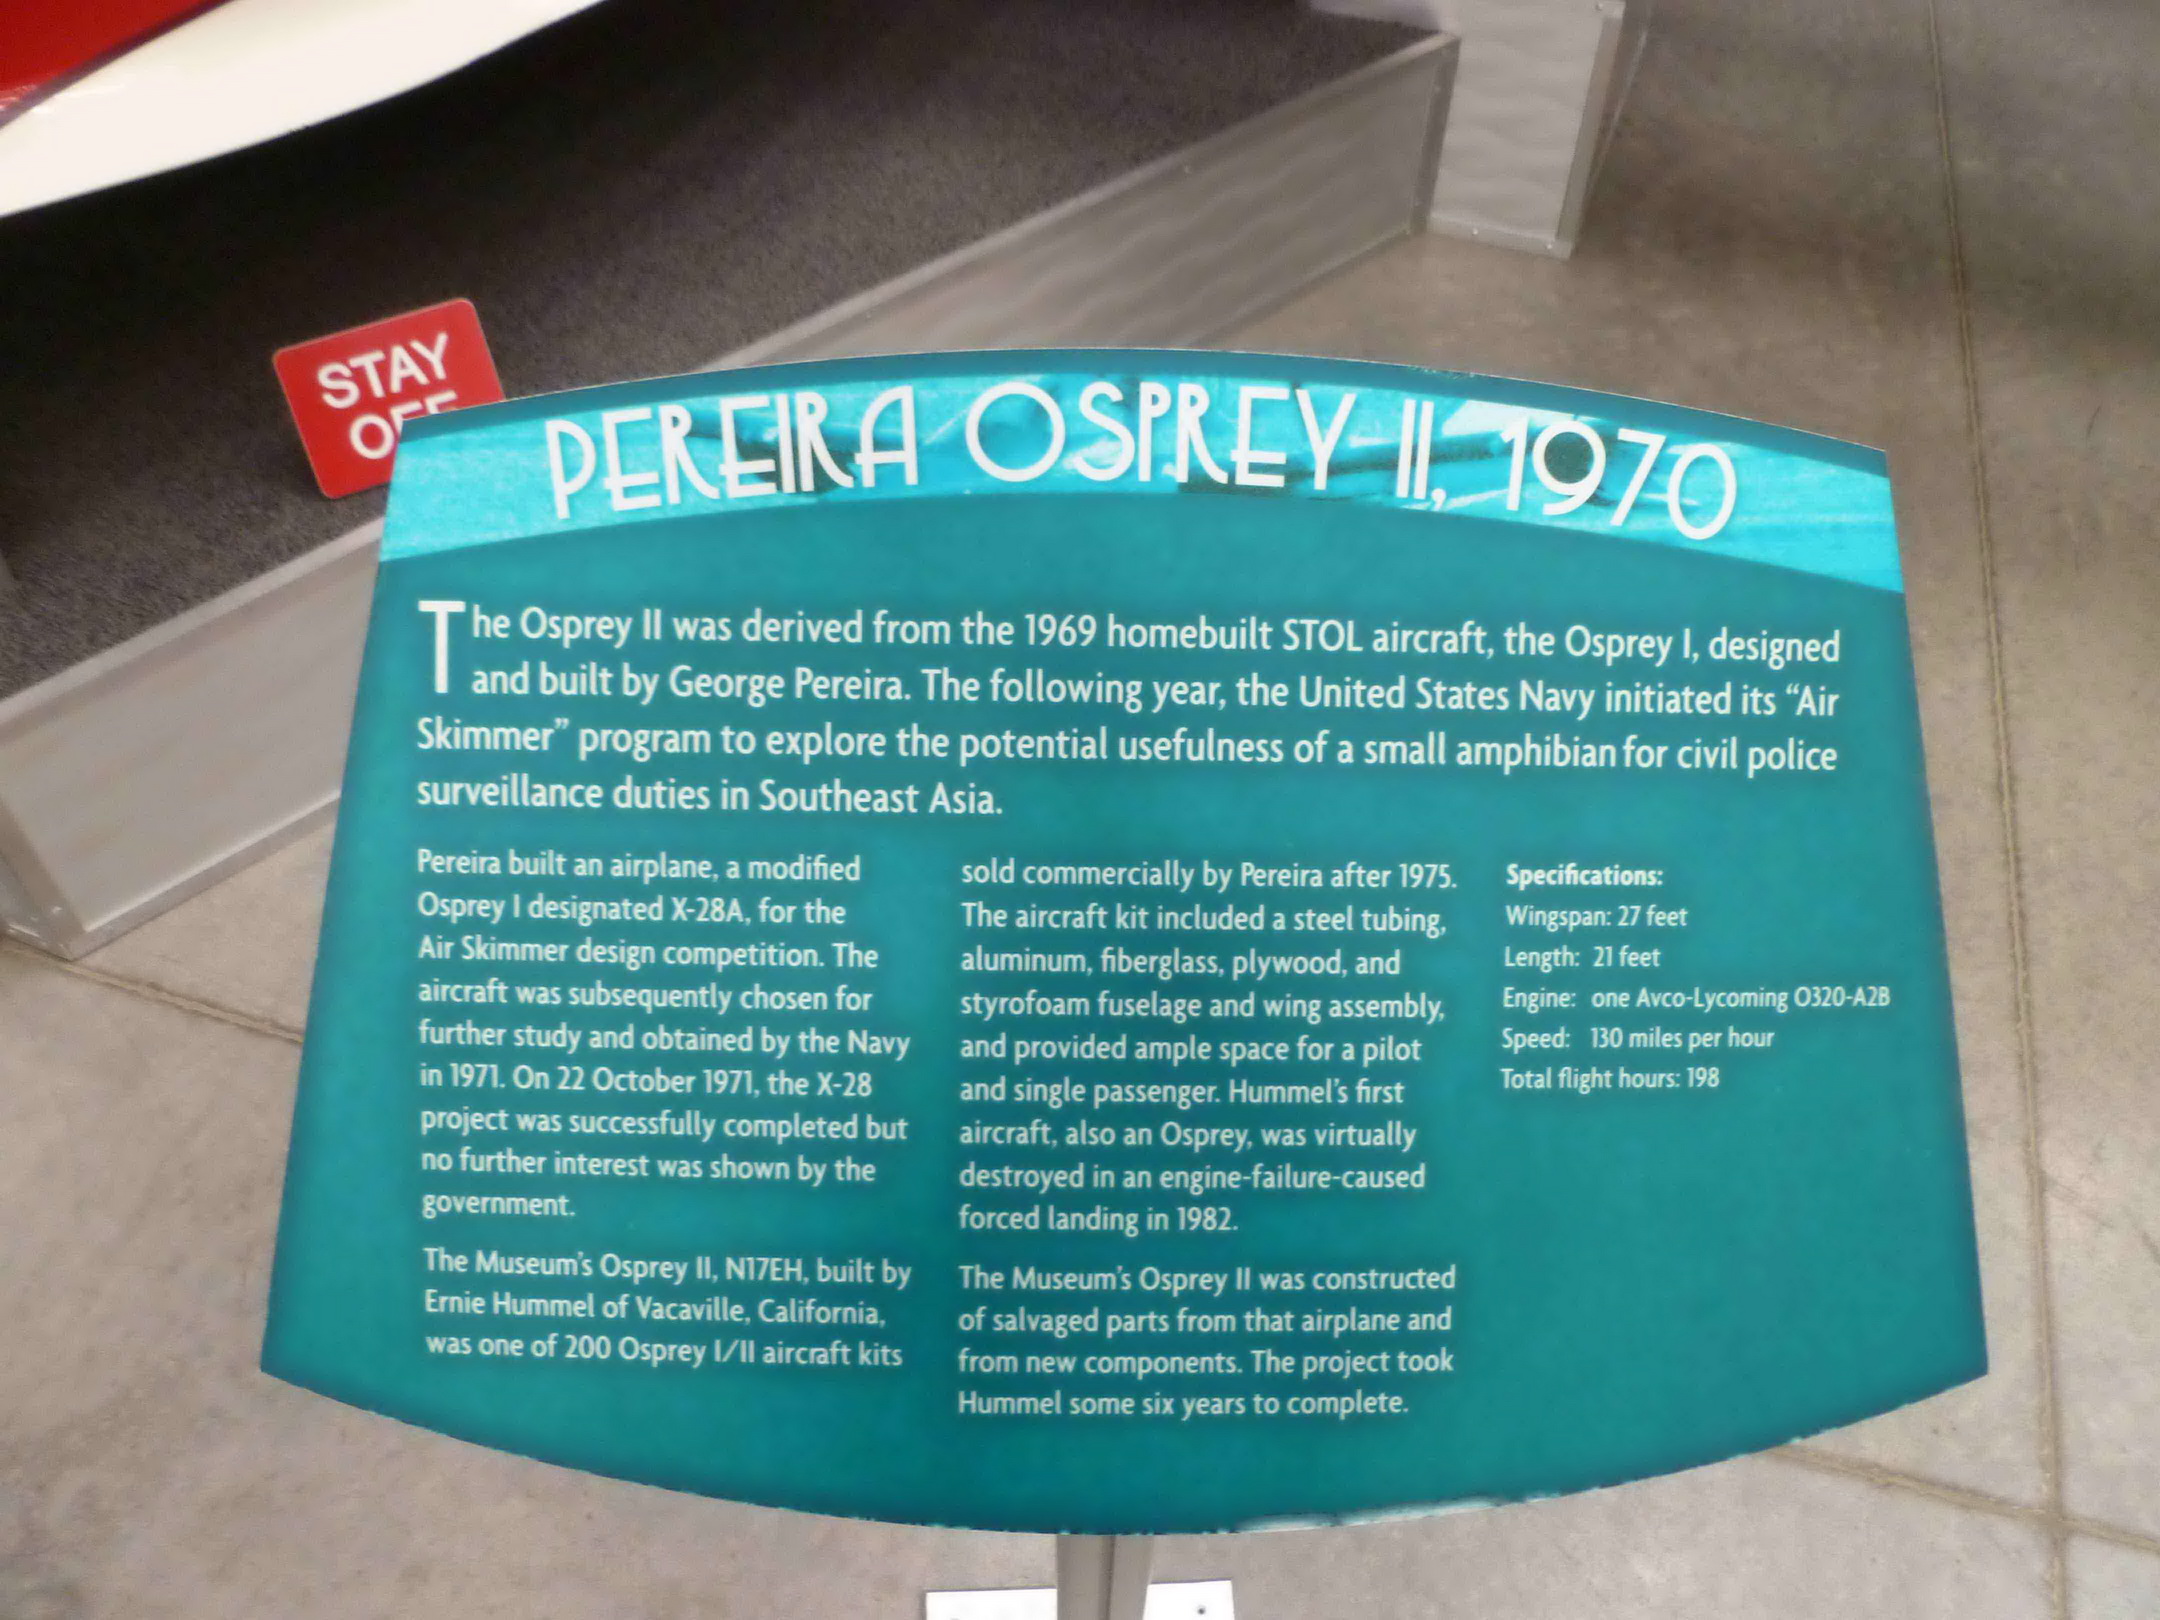 STAY
OFF
PEREIRA OSPREY II, 1970
The Osprey II was derived from the 1969 homebuilt STOL aircraft, the Osprey I, designed
and built by George Pereira. The following year, the United States Navy initiated its “Air
Skimmer” program to explore the potential usefulness of a small amphibian for civil police
surveillance duties in Southeast Asia.
Pereira built an airplane, a modified
Osprey I designated X-28A, for the
Air Skimmer design competition. The
aircraft was subsequently chosen for
further study and obtained by the Navy
in 1971. On 22 October 1971, the X-28
project was successfully completed but
no further interest was shown by the
government.
The Museum’s Osprey II, N17EH, built by
Ernie Hummel of Vacaville, California,
was one of 200 Osprey I/II aircraft kits
sold commercially by Pereira after 1975.
The aircraft kit included a steel tubing,
aluminum, fiberglass, plywood, and
styrofoam fuselage and wing assembly,
and provided ample space for a pilot
and single passenger. Hummel’s first
aircraft, also an Osprey, was virtually
destroyed in an engine-failure-caused
forced landing in 1982.
The Museum’s Osprey II was constructed
of salvaged parts from that airplane and
from new components. The project took
Hummel some six years to complete.
Specifications:
Wingspan: 27 feet
Length: 21 feet
Engine: one Avco-Lycoming O320-A2B
Speed: 130 miles per hour
Total flight hours: 198